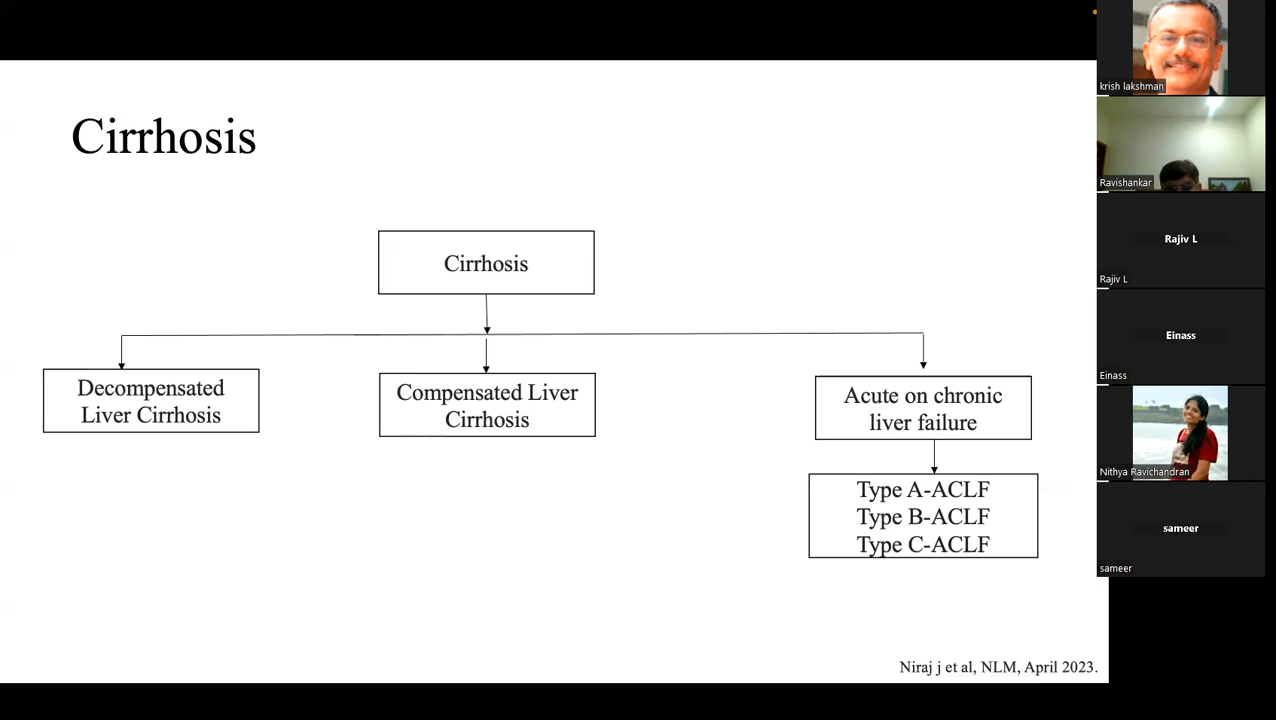 Cirrhosis
Cirrhosis
Decompensated
Liver Cirrhosis
Compensated Liver
Cirrhosis
Acute on chronic
liver failure
Type A-ACLF
Type B-ACLF
Type C-ACLF
Niraj j et al, NLM, April 2023.
krish lakshman
Ravishankar
Rajiv L
Rajiv L
Einass
Einass
Nithya Ravichandran
sameer
sameer